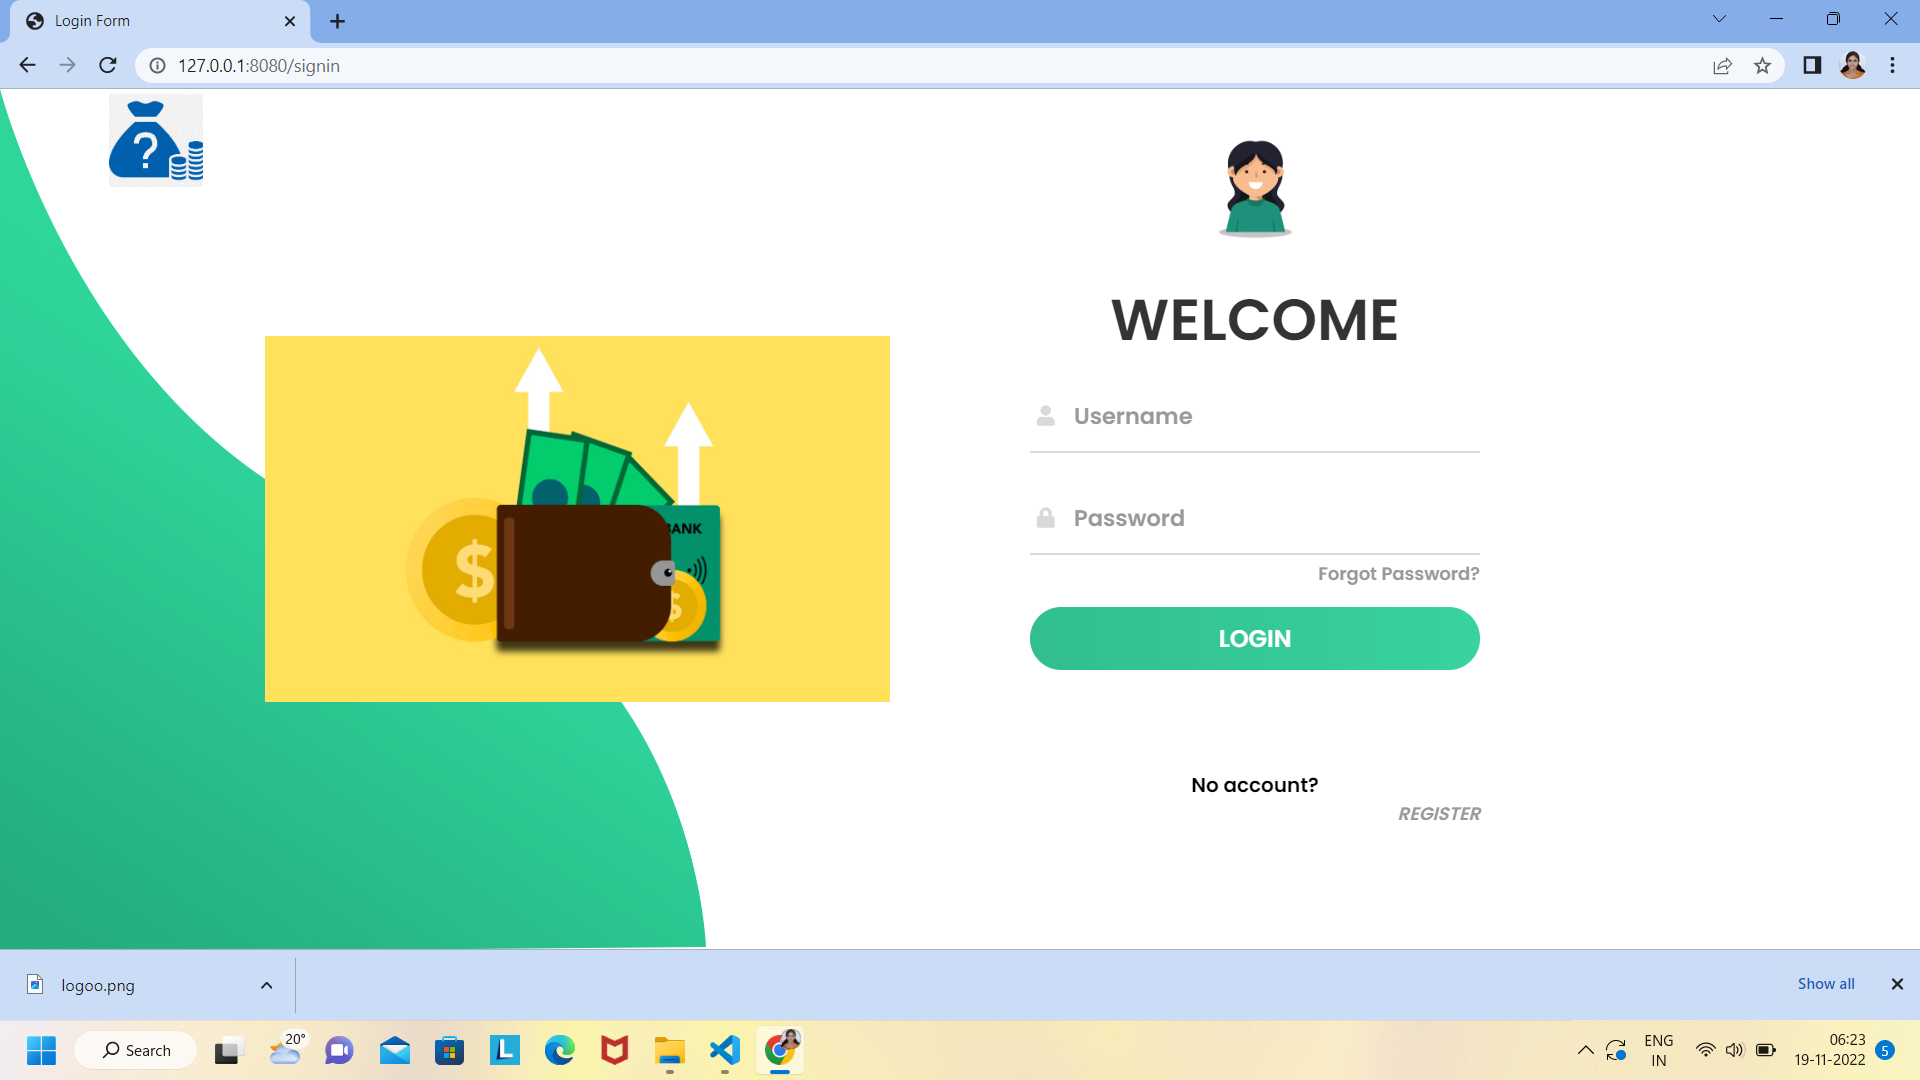 Login Form
127.0.0.1:8080/signin
?
WELCOME
Username
Password
Forgot Password?
LOGIN
$
BANK
$
No account?
REGISTER
logoo.png
Show all
Search
20°
L
ENG
IN
06:23
19-11-2022
5